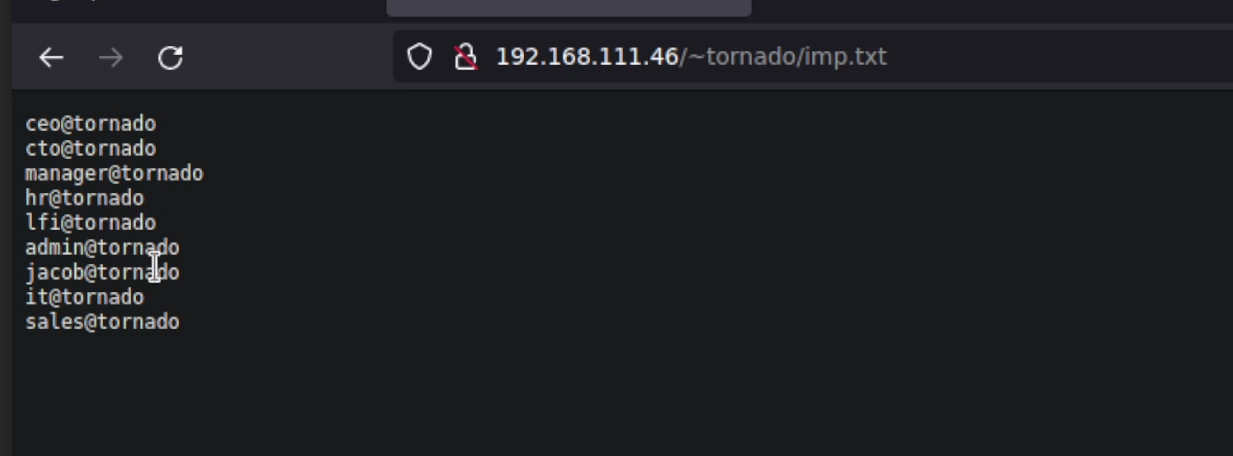 192.168.111.46/~tornado/imp.txt
ceo@tornado
cto@tornado
manager@tornado
hr@tornado
lfi@tornado
admin@tornado
jacob@tornado
it@tornado
sales@tornado